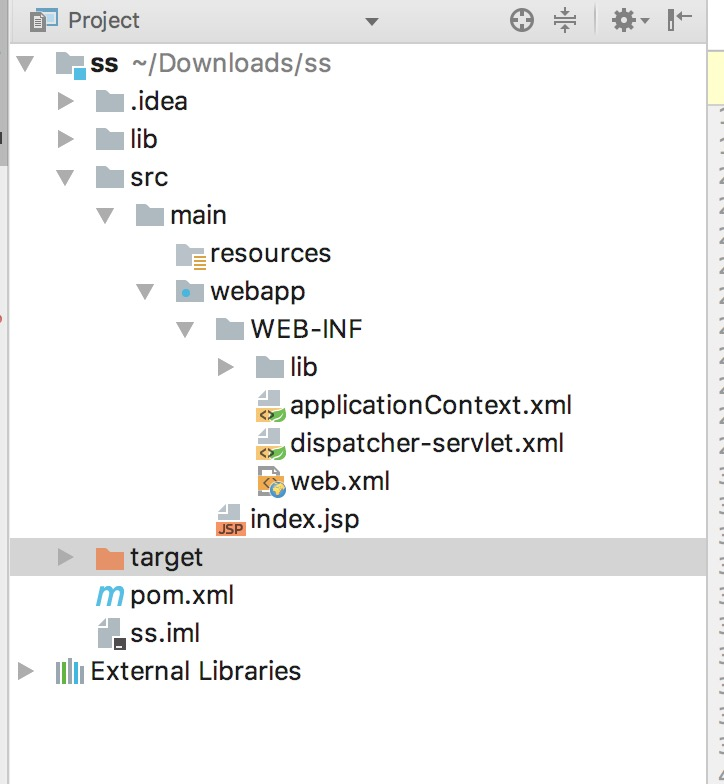 Project
ss ~/Downloads/ss
.idea
lib
src
main
resources
webapp
WEB-INF
lib
applicationContext.xml
dispatcher-servlet.xml
web.xml
JSP index.jsp
target
m pom.xml
ss.iml
External Libraries